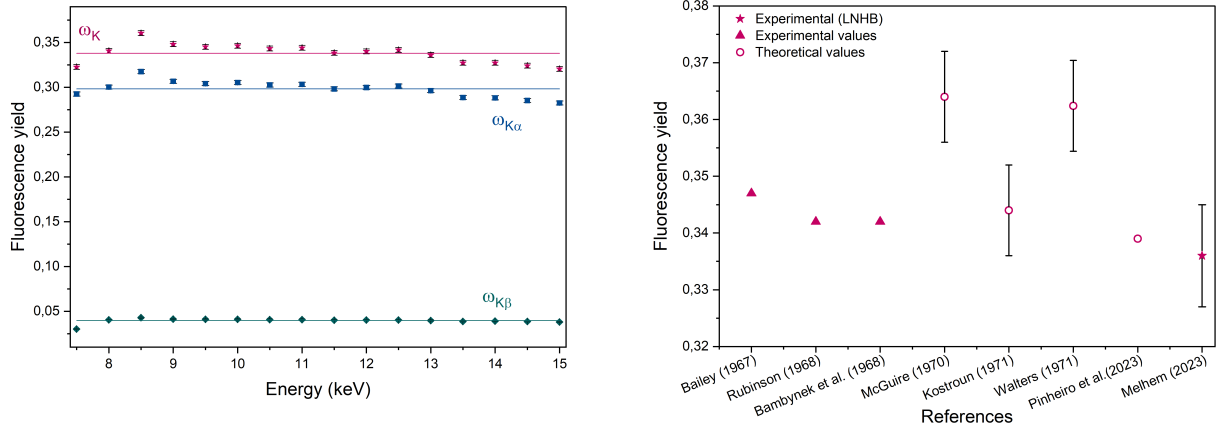 Fluorescence yield
0,35
0,30
0,25
0,20
0,15
0,10
0,05
ω_K
ω_Kα
ω_Kβ
8 9 10 11 12 13 14 15
Energy (keV)
Fluorescence yield
0,38
0,37
0,36
0,35
0,34
0,33
0,32
Experimental (LNHB)
Experimental values
Theoretical values
Bailey (1967)
Rubinson (1968)
Bambynek et al. (1968)
McGuire (1970)
Kostroun (1971)
Walters (1971)
Pinheiro et al.(2023)
Melhem (2023)
References